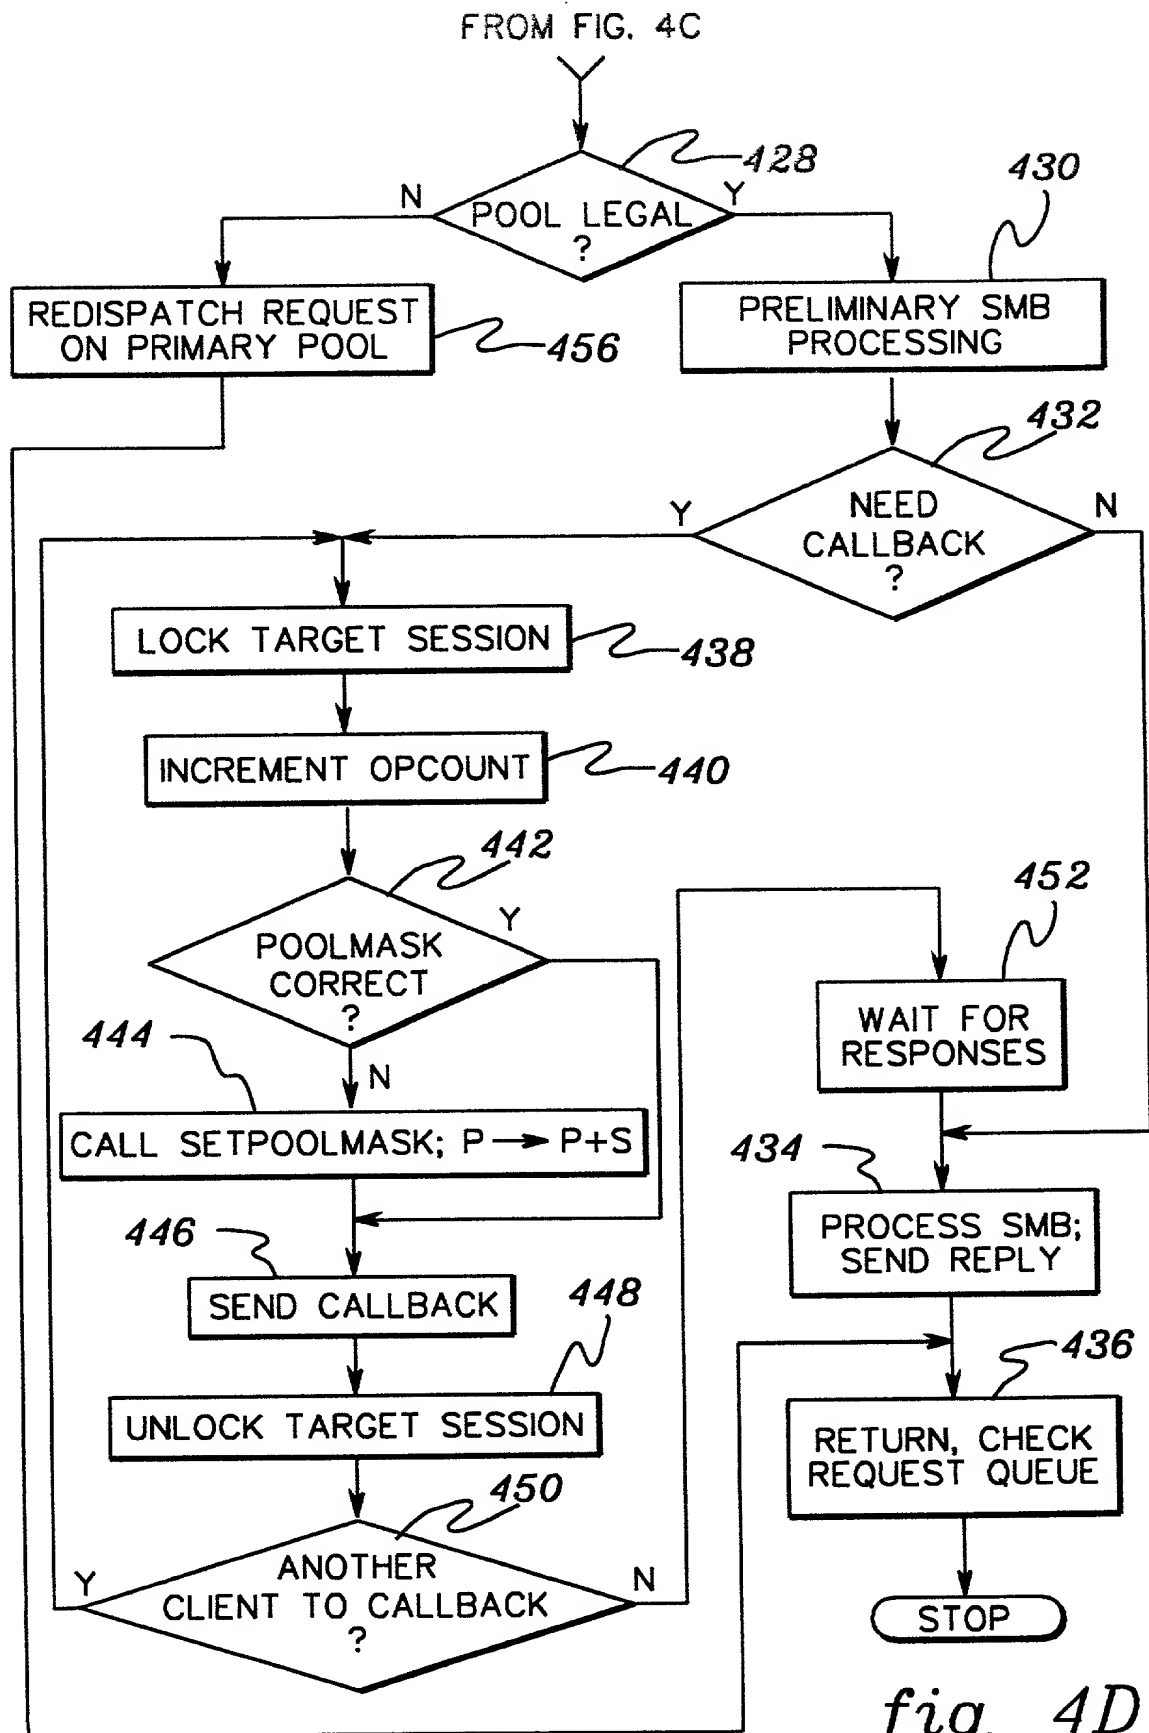 FROM FIG. 4C
428
N
Y
POOL LEGAL
?
430
REDISPATCH REQUEST
ON PRIMARY POOL
456
PRELIMINARY SMB
PROCESSING
432
Y
NEED
CALLBACK
?
N
LOCK TARGET SESSION
438
INCREMENT OPCOUNT
440
442
POOLMASK
CORRECT
?
Y
N
444
CALL SETPOOLMASK; P → P+S
446
SEND CALLBACK
448
UNLOCK TARGET SESSION
450
Y
ANOTHER
CLIENT TO CALLBACK
?
N
452
WAIT FOR
RESPONSES
434
PROCESS SMB;
SEND REPLY
436
RETURN, CHECK
REQUEST QUEUE
STOP
fig. 4D